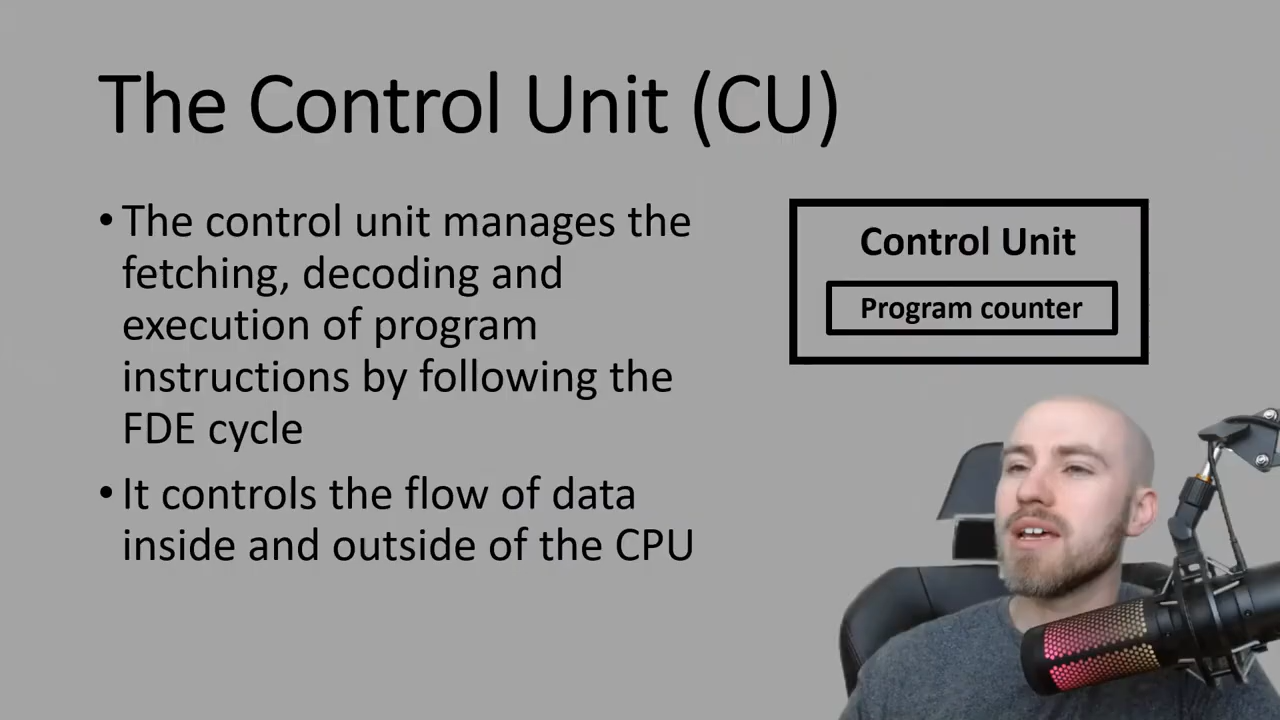 The Control Unit (CU)
• The control unit manages the
fetching, decoding and
execution of program
instructions by following the
FDE cycle
• It controls the flow of data
inside and outside of the CPU
Control Unit
Program counter